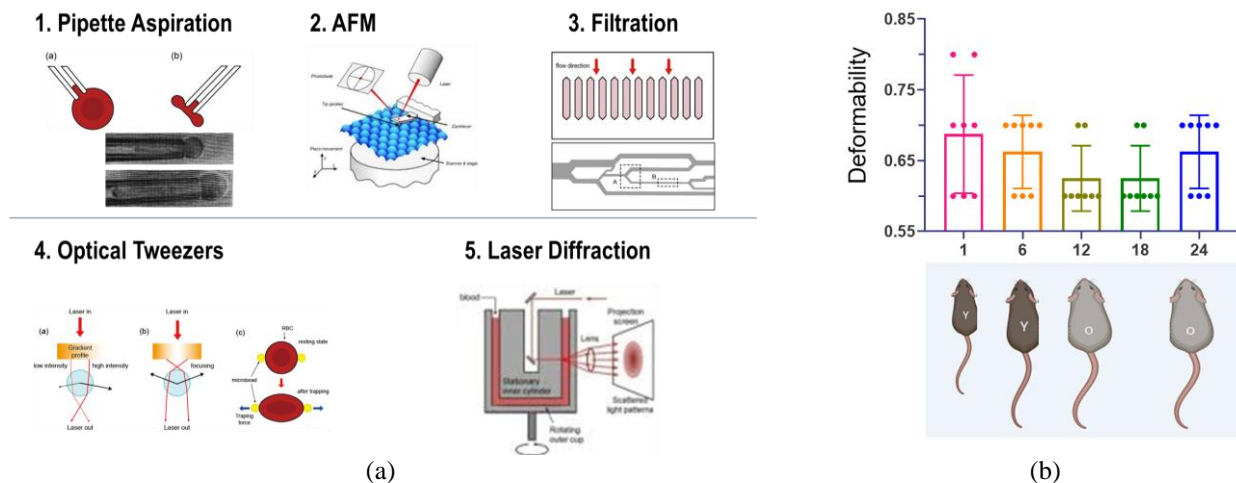 1. Pipette Aspiration
(a)
(b)
2. AFM
Photodiode
Laser
Tip-probes
Cantilever
Piezo movement
Scanner & stage
3. Filtration
flow direction
A
B
4. Optical Tweezers
Laser in
Laser in
(a)
(b)
(c)
RBC
resting state
Gradient
profile
low intensity
high intensity
focusing
microbead
after trapping
Traping
force
Laser out
Laser out
5. Laser Diffraction
blood
Laser
Projection
screen
Lens
Stationary
inner cylinder
Scattered
light patterns
Rotating
outer cup
(a)
Deformability
0.85
0.75
0.65
0.55
1
6
12
18
24
Y
Y
O
O
(b)